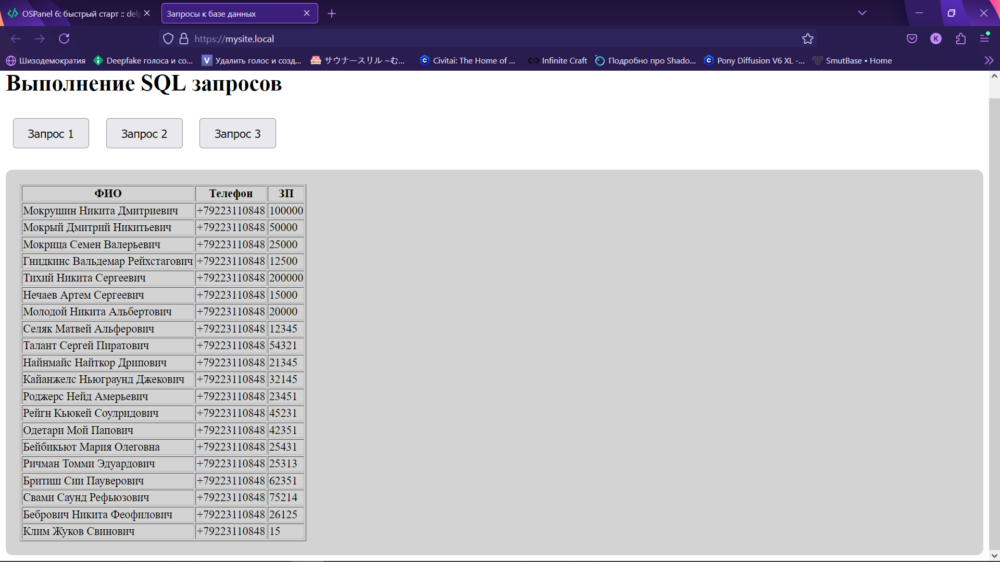 OSPanel 6: быстрый старт :: del
Запросы к базе данных
https://mysite.local
K
Шизодемократия
Deepfake голоса и со...
V Удалить голос и созд...
サウナースリル ~む...
Civitai: The Home of ...
Infinite Craft
Подробно про Shado...
Pony Diffusion V6 XL -...
SmutBase • Home
Выполнение SQL запросов
Запрос 1 Запрос 2 Запрос 3
ФИО Телефон ЗП
Мокрушин Никита Дмитриевич +79223110848 100000
Мокрый Дмитрий Никитьевич +79223110848 50000
Мокрица Семен Валерьевич +79223110848 25000
Гнидкинс Вальдемар Рейхстагович +79223110848 12500
Тихий Никита Сергеевич +79223110848 200000
Нечаев Артем Сергеевич +79223110848 15000
Молодой Никита Альбертович +79223110848 20000
Селяк Матвей Альферович +79223110848 12345
Талант Сергей Пиратович +79223110848 54321
Найнмайс Найткор Дрипович +79223110848 21345
Кайанжелс Ньюграунд Джекович +79223110848 32145
Роджерс Нейд Амерьевич +79223110848 23451
Рейгн Кьюкей Соулридович +79223110848 45231
Одетари Мой Папович +79223110848 42351
Бейбикьют Мария Олеговна +79223110848 25431
Ричман Томми Эдуардович +79223110848 25313
Бритиш Сии Пауверович +79223110848 62351
Свами Саунд Рефьюзович +79223110848 75214
Бебрович Никита Феофилович +79223110848 26125
Клим Жуков Свинович +79223110848 15